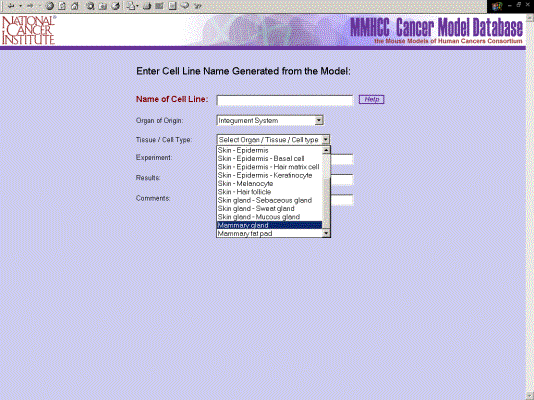 NATIONAL
CANCER
INSTITUTE
MMHCC Cancer Model Database
the Mouse Models of Human Cancers Consortium
Enter Cell Line Name Generated from the Model:
Name of Cell Line:
Help
Organ of Origin:
Integument System
Tissue / Cell Type:
Select Organ / Tissue / Cell type
Skin - Epidermis
Skin - Epidermis - Basal cell
Skin - Epidermis - Hair matrix cell
Skin - Epidermis - Keratinocyte
Skin - Melanocyte
Skin - Hair follicle
Skin gland - Sebaceous gland
Skin gland - Sweat gland
Skin gland - Mucous gland
Mammary gland
Mammary fat pad
Experiment:
Results:
Comments: